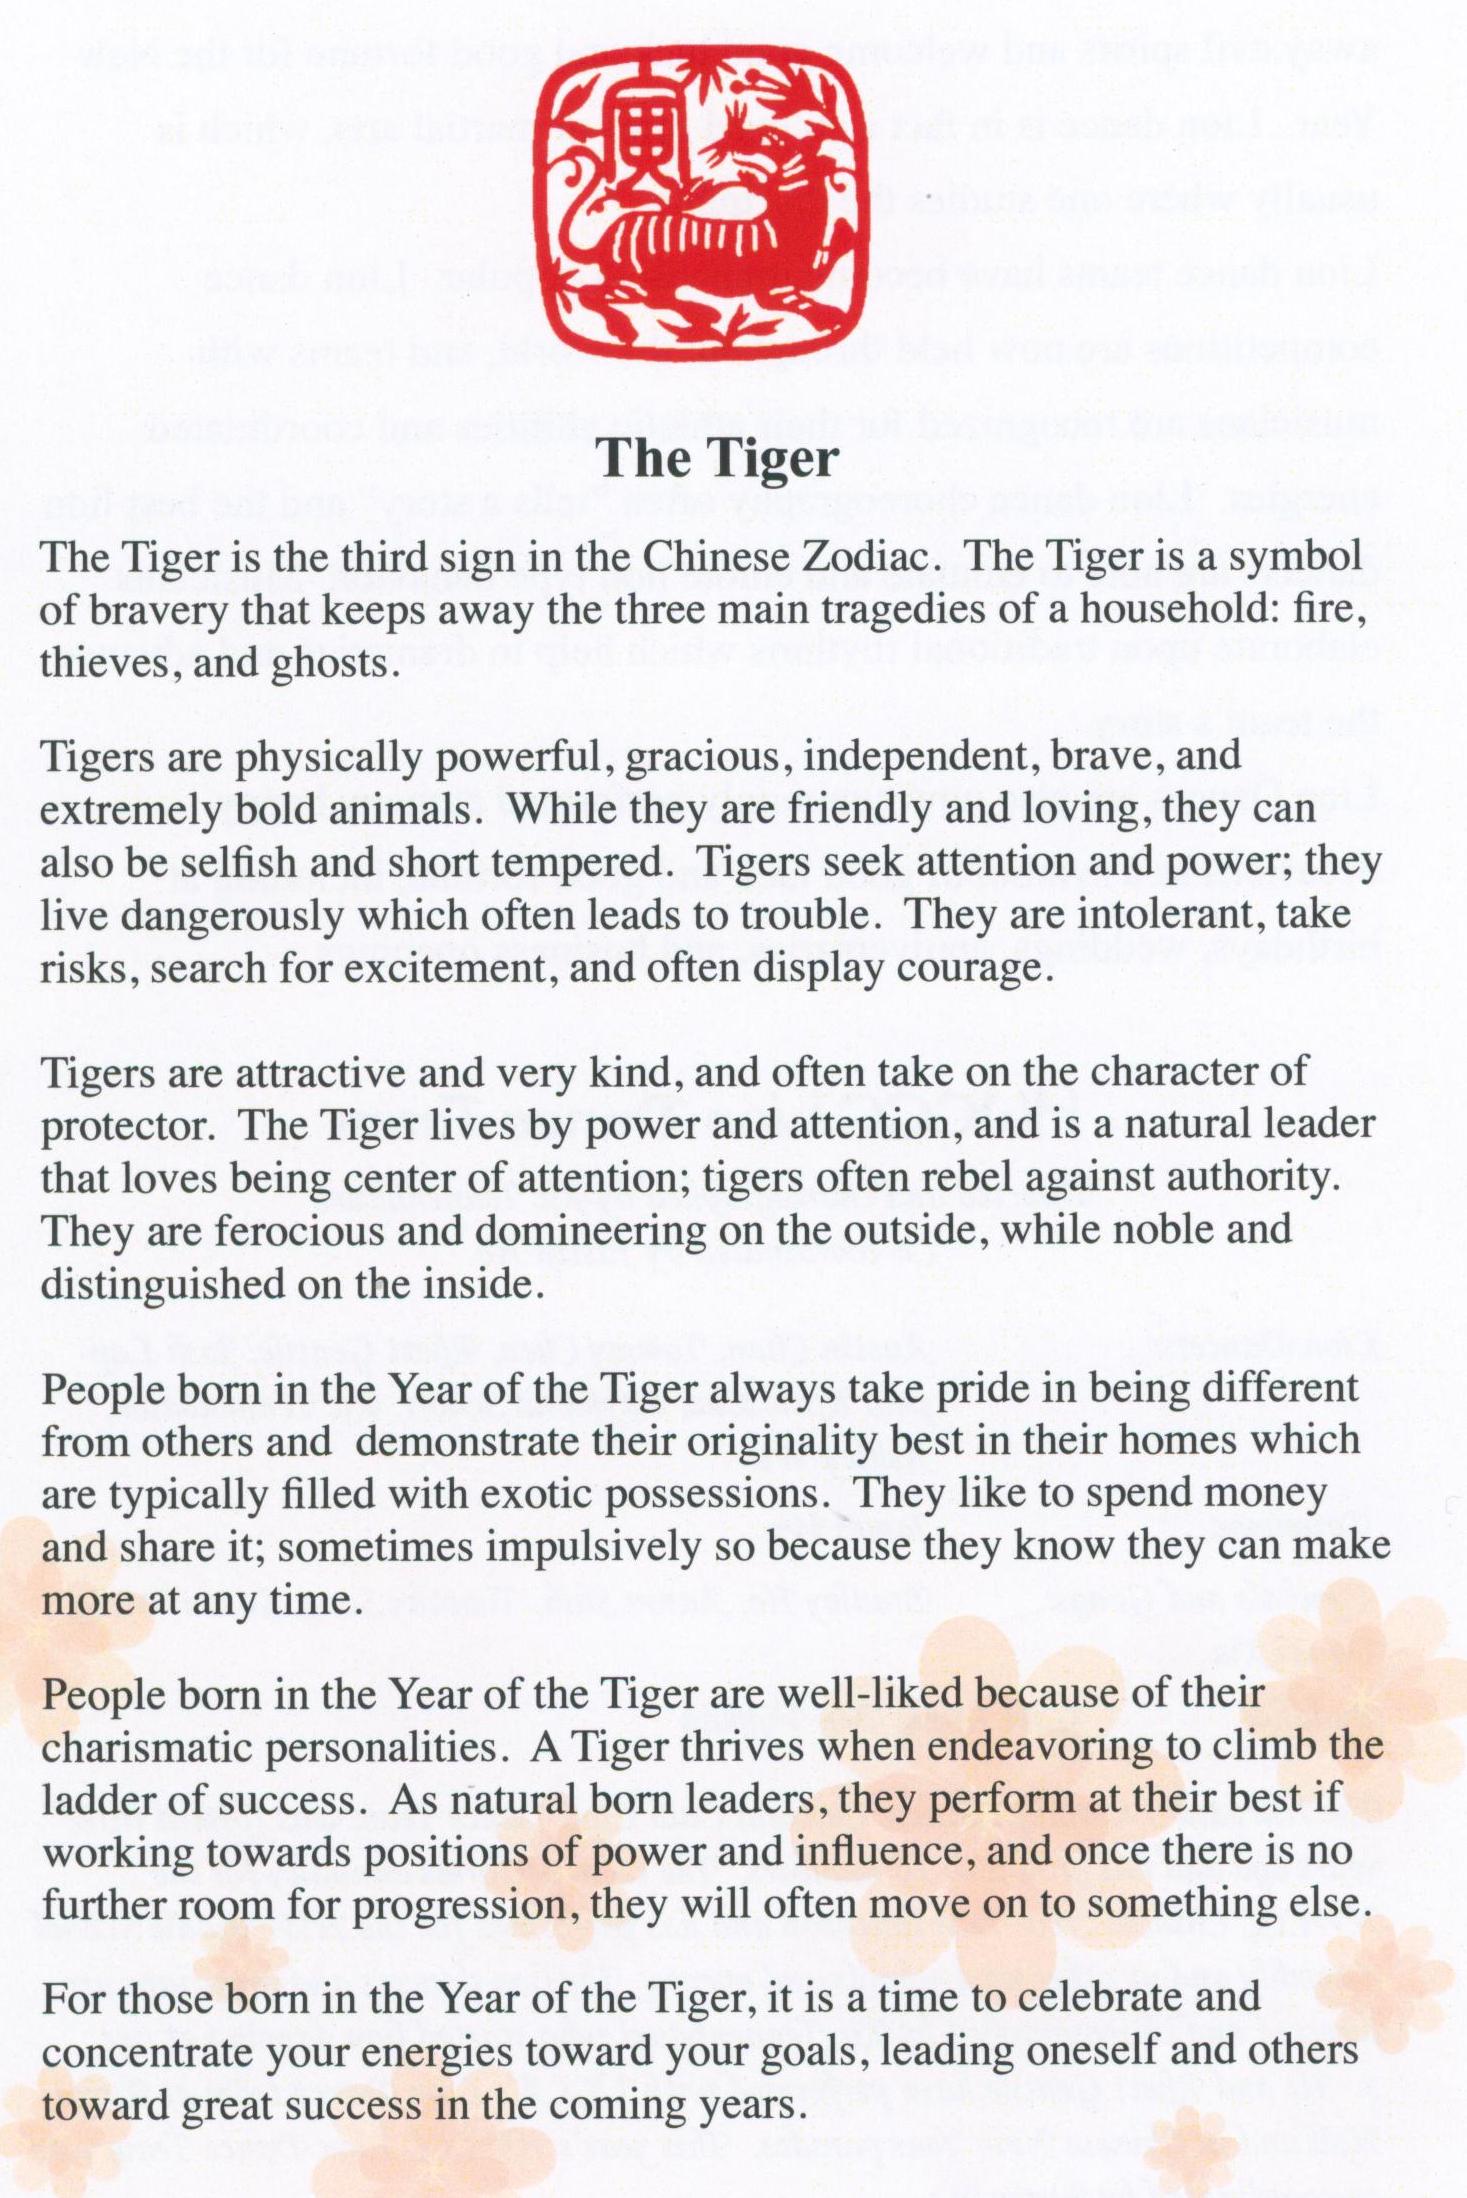 寅
The Tiger
The Tiger is the third sign in the Chinese Zodiac.  The Tiger is a symbol
of bravery that keeps away the three main tragedies of a household: fire,
thieves, and ghosts.
Tigers are physically powerful, gracious, independent, brave, and
extremely bold animals.  While they are friendly and loving, they can
also be selfish and short tempered.  Tigers seek attention and power; they
live dangerously which often leads to trouble.  They are intolerant, take
risks, search for excitement, and often display courage.
Tigers are attractive and very kind, and often take on the character of
protector.  The Tiger lives by power and attention, and is a natural leader
that loves being center of attention; tigers often rebel against authority.
They are ferocious and domineering on the outside, while noble and
distinguished on the inside.
People born in the Year of the Tiger always take pride in being different
from others and  demonstrate their originality best in their homes which
are typically filled with exotic possessions.  They like to spend money
and share it; sometimes impulsively so because they know they can make
more at any time.
People born in the Year of the Tiger are well-liked because of their
charismatic personalities.  A Tiger thrives when endeavoring to climb the
ladder of success.  As natural born leaders, they perform at their best if
working towards positions of power and influence, and once there is no
further room for progression, they will often move on to something else.
For those born in the Year of the Tiger, it is a time to celebrate and
concentrate your energies toward your goals, leading oneself and others
toward great success in the coming years.